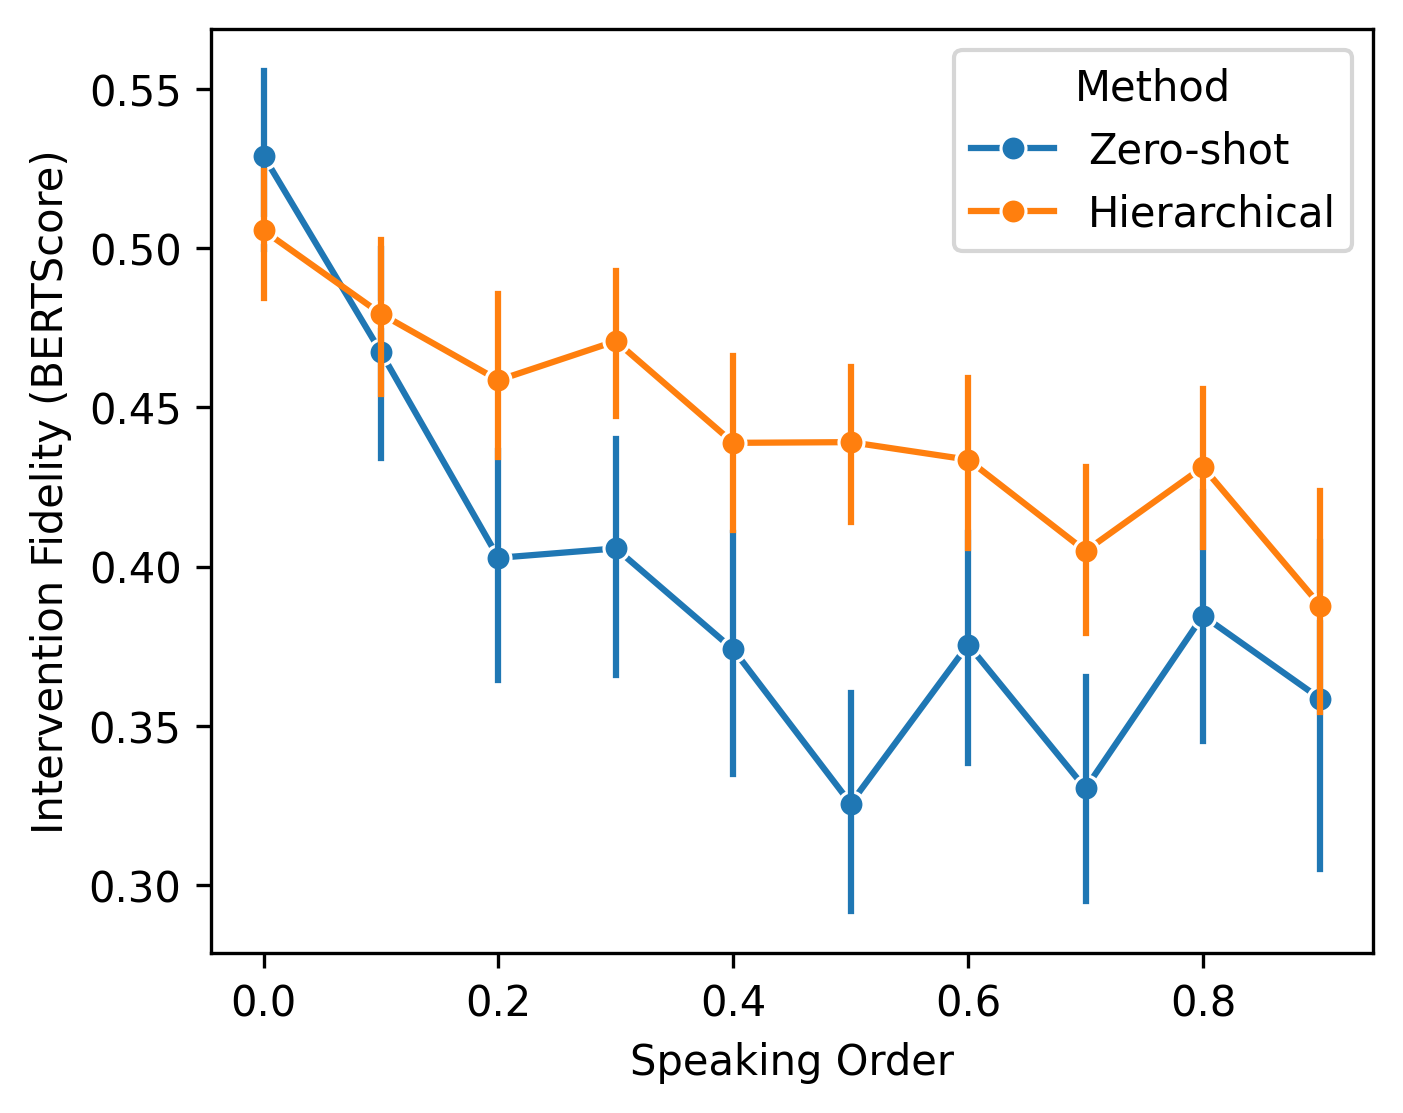 Intervention Fidelity (BERTScore)
0.55
0.50
0.45
0.40
0.35
0.30
Method
Zero-shot
Hierarchical
0.0 0.2 0.4 0.6 0.8
Speaking Order